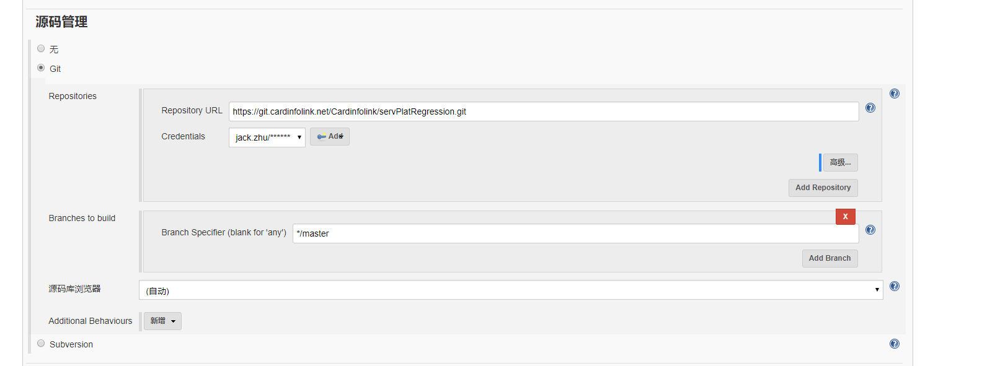 源码管理
无
Git
Repositories
Repository URL https://git.cardinfolink.net/Cardinfolink/servPlatRegression.git
Credentials jack.zhu/****** Add
高级...
Add Repository
Branches to build
X
Branch Specifier (blank for 'any') */master
Add Branch
源码库浏览器 (自动)
Additional Behaviours 新增
Subversion